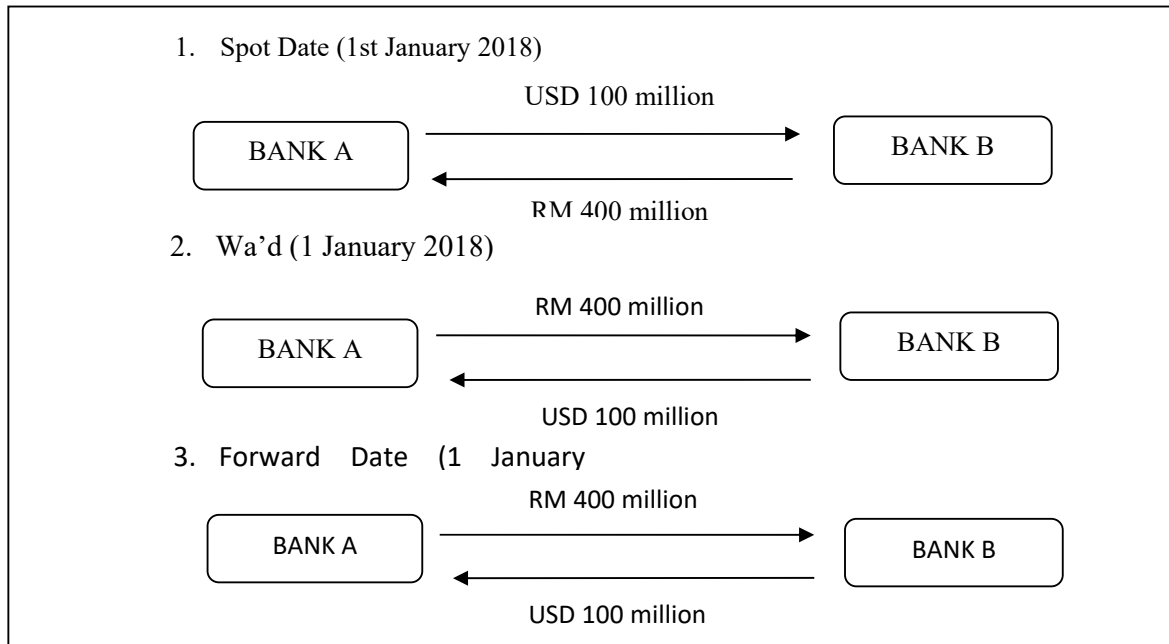 1. Spot Date (1st January 2018)
USD 100 million
BANK A
BANK B
RM 400 million
2. Wa’d (1 January 2018)
RM 400 million
BANK A
BANK B
USD 100 million
3. Forward Date (1 January
RM 400 million
BANK A
BANK B
USD 100 million